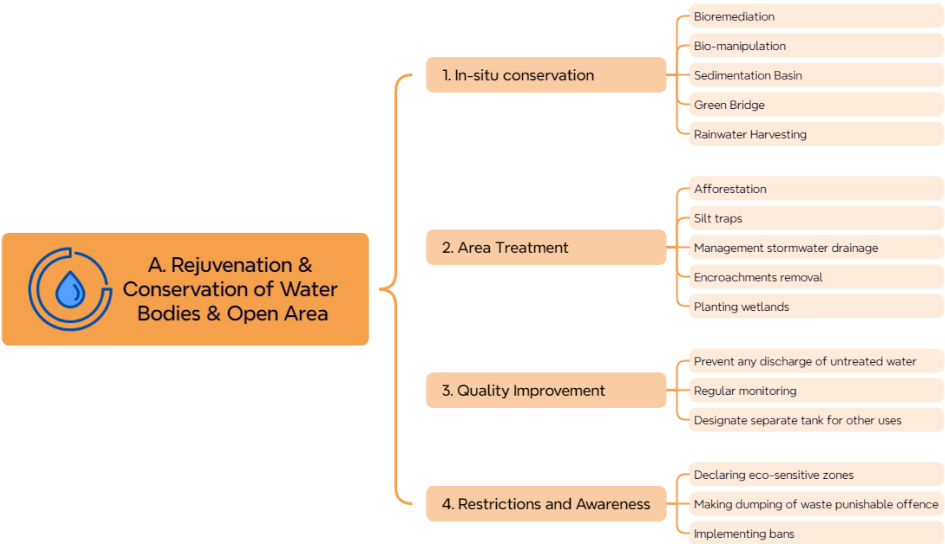 A. Rejuvenation &
Conservation of Water
Bodies & Open Area
1. In-situ conservation
Bioremediation
Bio-manipulation
Sedimentation Basin
Green Bridge
Rainwater Harvesting
2. Area Treatment
Afforestation
Silt traps
Management stormwater drainage
Encroachments removal
Planting wetlands
3. Quality Improvement
Prevent any discharge of untreated water
Regular monitoring
Designate separate tank for other uses
4. Restrictions and Awareness
Declaring eco-sensitive zones
Making dumping of waste punishable offence
Implementing bans